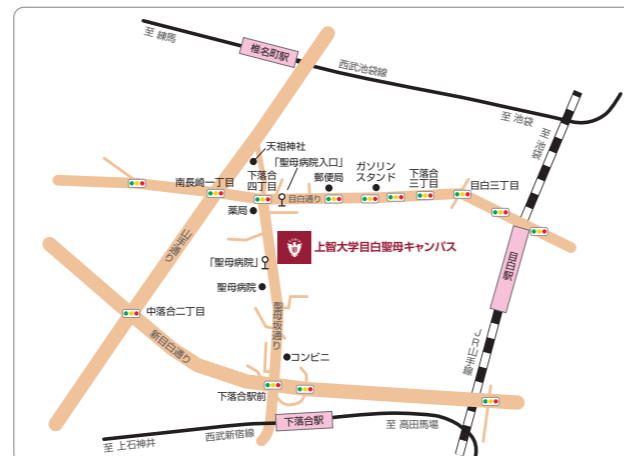 至 練馬
椎名町駅
西武池袋線
至 池袋
至 池袋
天祖神社
「聖母病院入口」
南長崎一丁目
下落合
四丁目
郵便局
ガソリン
スタンド
下落合
三丁目
目白三丁目
目白通り
薬局
山手通り
上智大学目白聖母キャンパス
「聖母病院」
聖母病院
目白駅
中落合二丁目
新目白通り
聖母坂通り
コンビニ
JR山手線
下落合駅前
下落合駅
至 上石神井
西武新宿線
至 高田馬場